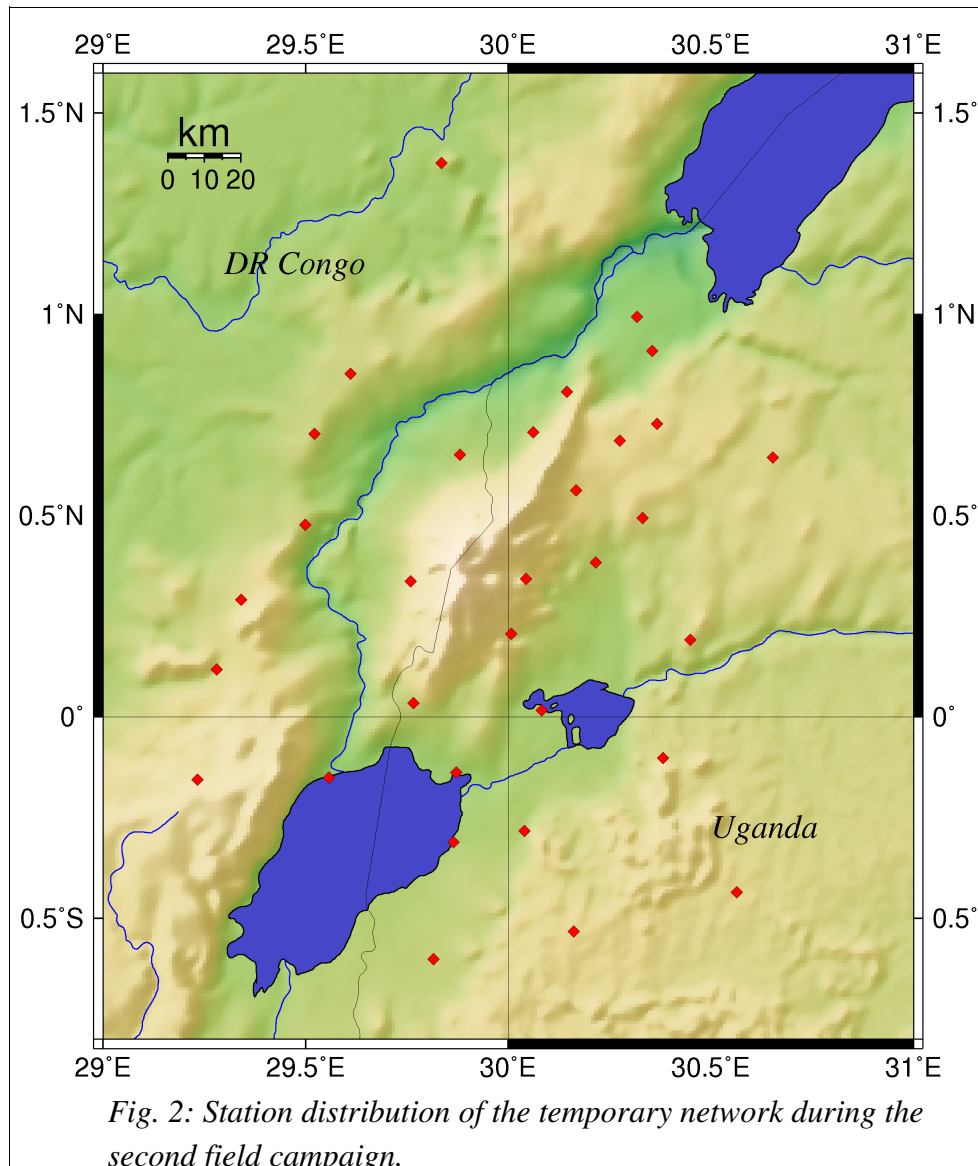 29˚E 29.5˚E 30˚E 30.5˚E 31˚E
1.5˚N 1.5˚
km
0 10 20
DR Congo
1˚N 1˚
0.5˚N 0.5˚
0˚ 0˚
Uganda
0.5˚S 0.5˚
29˚E 29.5˚E 30˚E 30.5˚E 31˚E
Fig. 2: Station distribution of the temporary network during the
second field campaign.